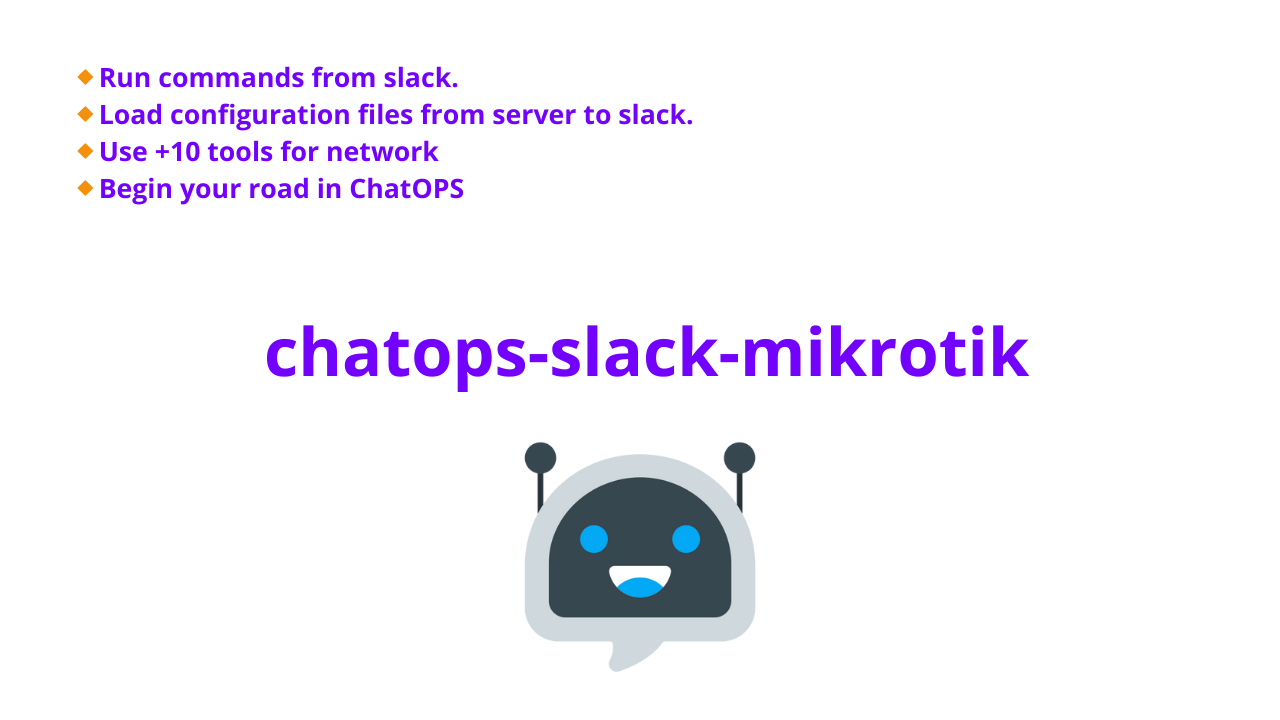 Run commands from slack.
Load configuration files from server to slack.
Use +10 tools for network
Begin your road in ChatOPS
chatops-slack-mikrotik